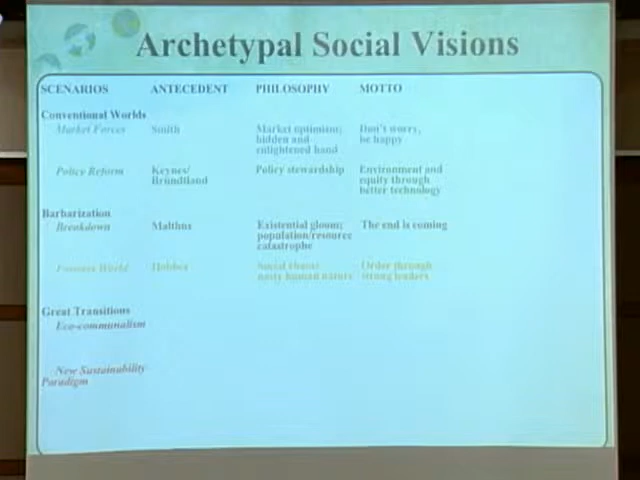 Archetypal Social Visions
SCENARIOS ANTECEDENT PHILOSOPHY MOTTO
Conventional Worlds
Market Forces Smith Market optimism; Don't worry,
hidden and be happy
enlightened hand
Policy Reform Keynes/ Policy stewardship Environment and
Brundtland equity through
better technology
Barbarization
Breakdown Malthus Existential gloom; The end is coming
population/resource
catastrophe
Fortress World Hobbes Social chaos; Order through
nasty human nature strong leaders
Great Transitions
Eco-communalism
New Sustainability
Paradigm